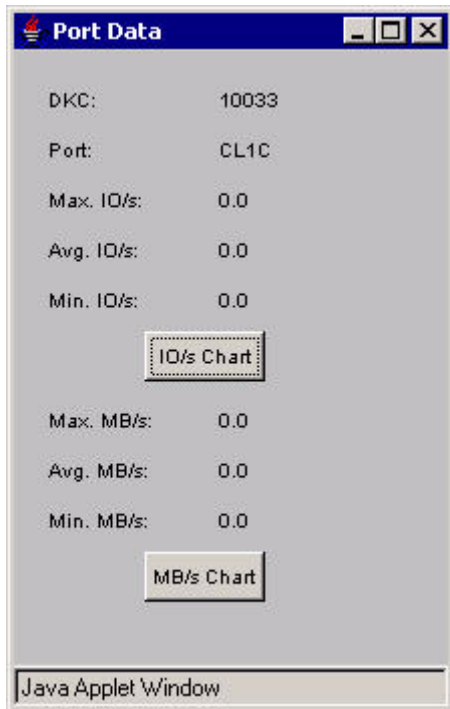 Port Data
DKC: 10033
Port: CL1C
Max. IO/s: 0.0
Avg. IO/s: 0.0
Min. IO/s: 0.0
IO/s Chart
Max. MB/s: 0.0
Avg. MB/s: 0.0
Min. MB/s: 0.0
MB/s Chart
Java Applet Window